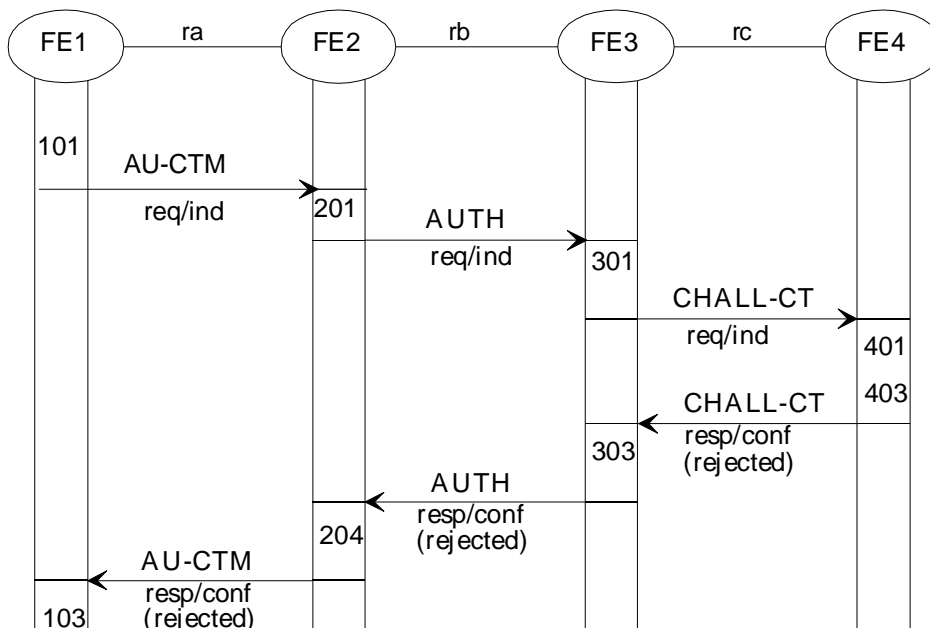 FE1 ra FE2 rb FE3 rc FE4
101
AU-CTM
req/ind
201
AUTH
req/ind
301
CHALL-CT
req/ind
401
403
CHALL-CT
resp/conf
(rejected)
303
AUTH
resp/conf
(rejected)
204
AU-CTM
resp/conf
(rejected)
103